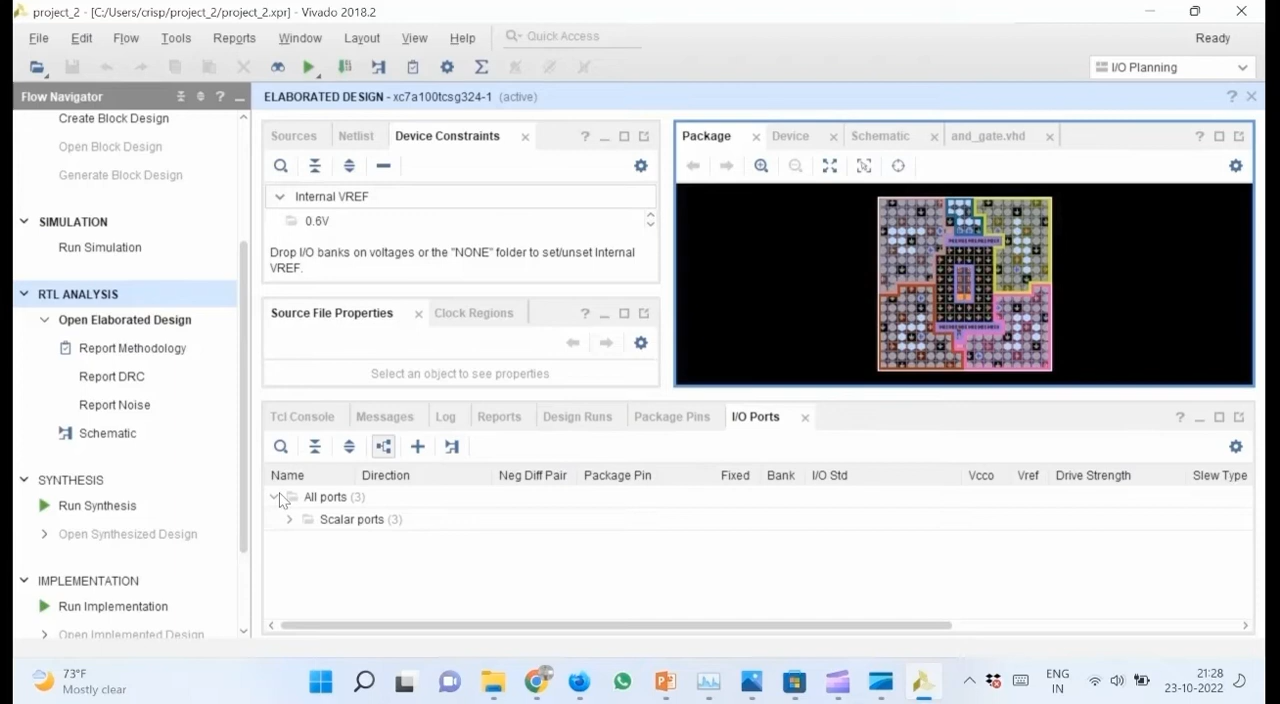 project_2 - [C:/Users/crisp/project_2/project_2.xpr] - Vivado 2018.2
File Edit Flow Tools Reports Window Layout View Help Quick Access Ready
I/O Planning
Flow Navigator
ELABORATED DESIGN - xc7a100tcsg324-1 (active)
Create Block Design
Open Block Design
Generate Block Design
SIMULATION
Run Simulation
RTL ANALYSIS
Open Elaborated Design
Report Methodology
Report DRC
Report Noise
Schematic
SYNTHESIS
Run Synthesis
Open Synthesized Design
IMPLEMENTATION
Run Implementation
Open Implemented Design
Sources Netlist Device Constraints
Internal VREF
0.6V
Drop I/O banks on voltages or the "NONE" folder to set/unset Internal
VREF.
Source File Properties Clock Regions
Select an object to see properties
Package Device Schematic and_gate.vhd
Tcl Console Messages Log Reports Design Runs Package Pins I/O Ports
Name Direction Neg Diff Pair Package Pin Fixed Bank I/O Std Vcco Vref Drive Strength Slew Type
All ports (3)
Scalar ports (3)
73°F
Mostly clear
ENG
IN
21:28
23-10-2022